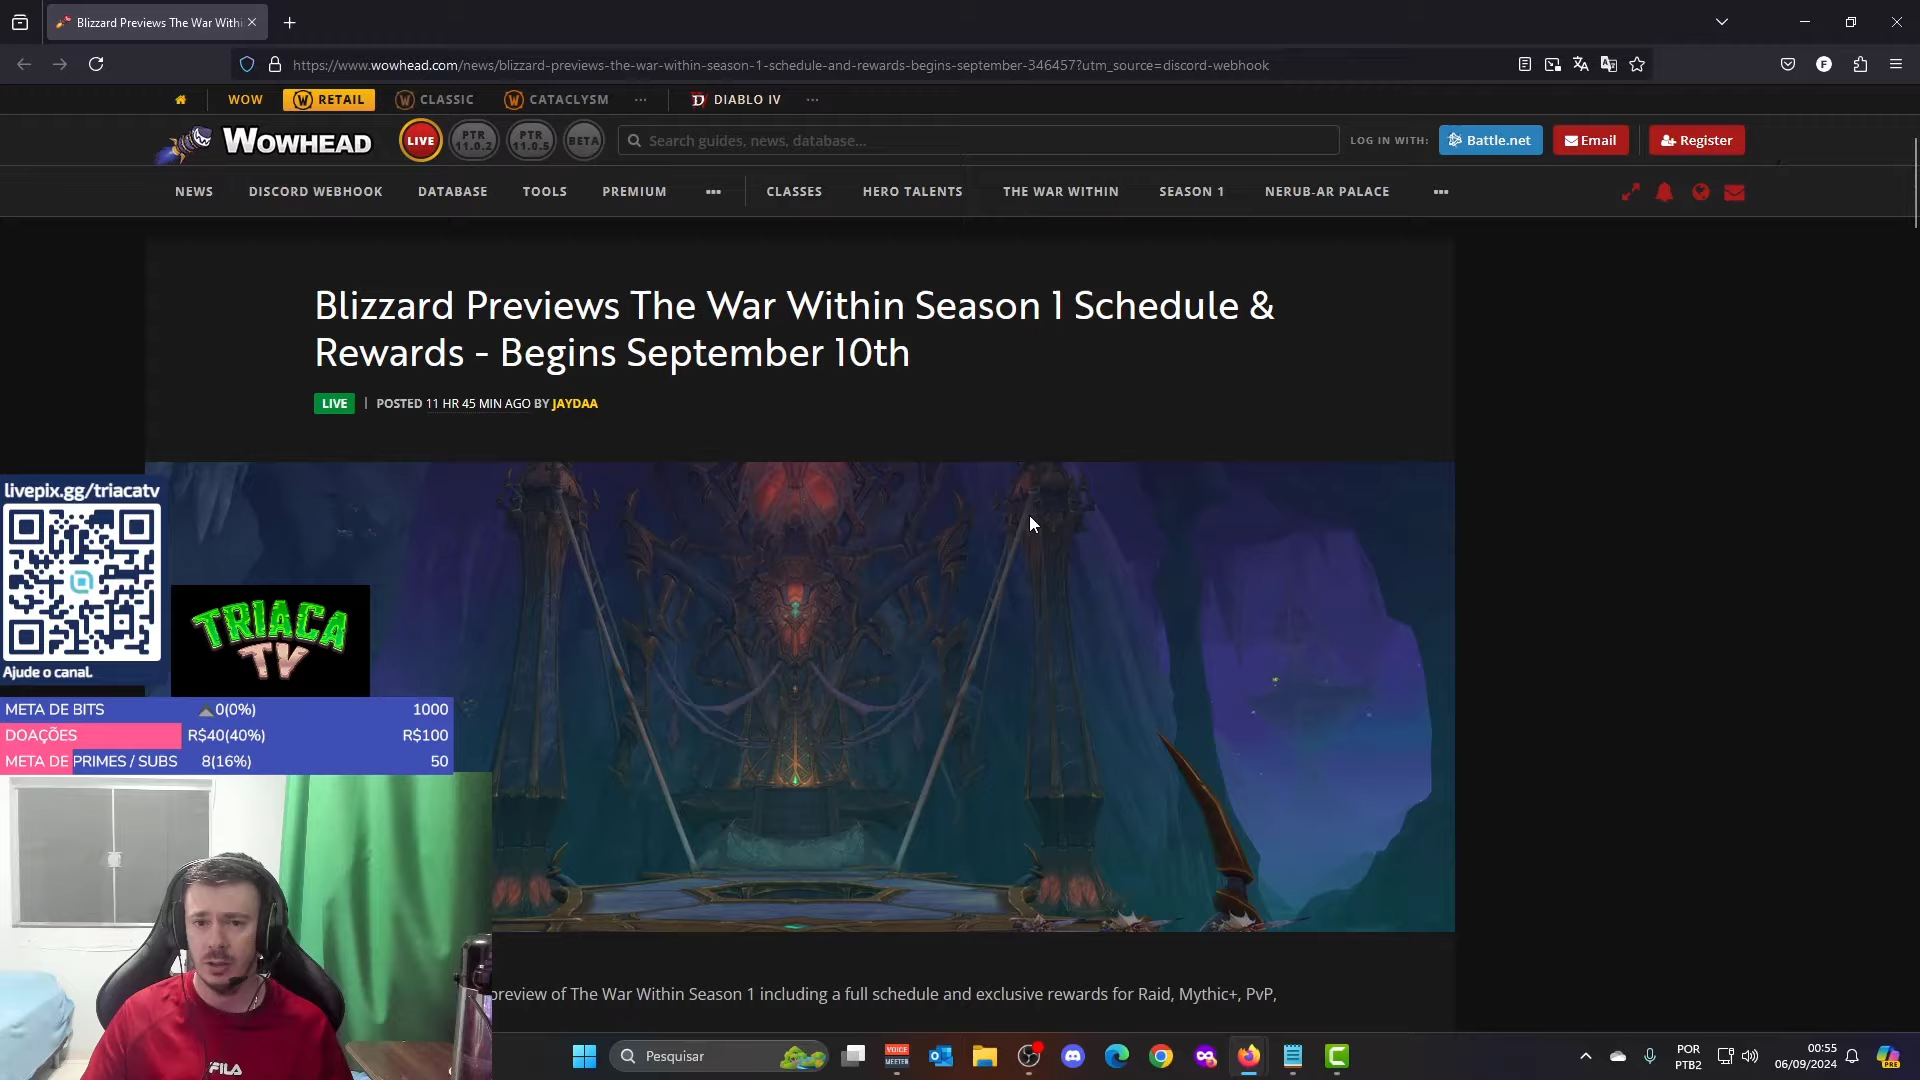 Blizzard Previews The War Withi
https://www.wowhead.com/news/blizzard-previews-the-war-within-season-1-schedule-and-rewards-begins-september-346457?utm_source=discord-webhook
WOW
RETAIL
CLASSIC
CATACLYSM
DIABLO IV
WOWHEAD
LIVE
PTR
11.0.2
PTR
11.0.5
BETA
Search guides, news, database...
LOG IN WITH:
Battle.net
Email
Register
NEWS
DISCORD WEBHOOK
DATABASE
TOOLS
PREMIUM
CLASSES
HERO TALENTS
THE WAR WITHIN
SEASON 1
NERUB-AR PALACE
Blizzard Previews The War Within Season 1 Schedule &
Rewards - Begins September 10th
LIVE | POSTED 11 HR 45 MIN AGO BY JAYDAA
livepix.gg/triacatv
Ajude o canal.
TRIACA
TV
META DE BITS 0(0%) 1000
DOAÇÕES R$40(40%) R$100
META DE PRIMES / SUBS 8(16%) 50
preview of The War Within Season 1 including a full schedule and exclusive rewards for Raid, Mythic+, PvP,
FILA
Pesquisar
VOICE
MEETER
POR
PTB2
00:55
06/09/2024
PRE